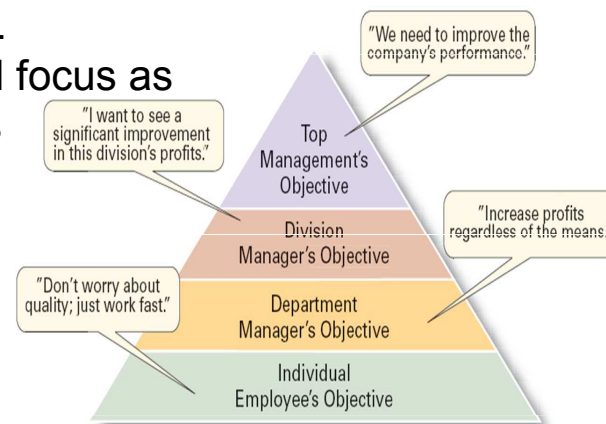 l focus as
"We need to improve the
company's performance."
"I want to see a
significant improvement
in this division's profits."
Top
Management's
Objective
"Increase profits
regardless of the means.
Division
Manager's Objective
"Don't worry about
quality; just work fast."
Department
Manager's Objective
Individual
Employee's Objective